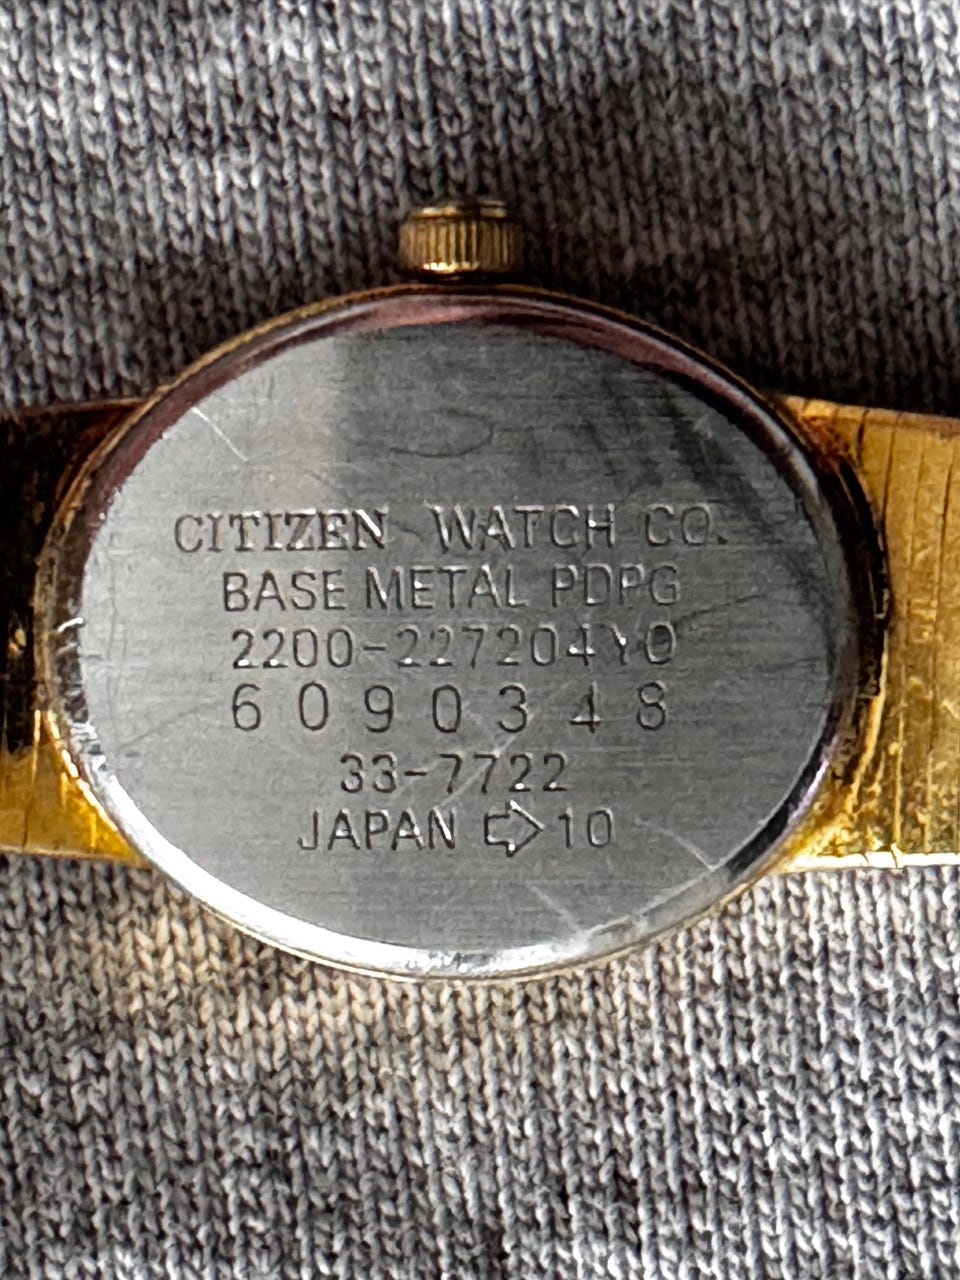 CITIZEN WATCH CO.
BASE METAL PDPG
2200-227204Y0
6090348
33-7722
JAPAN ⇨10